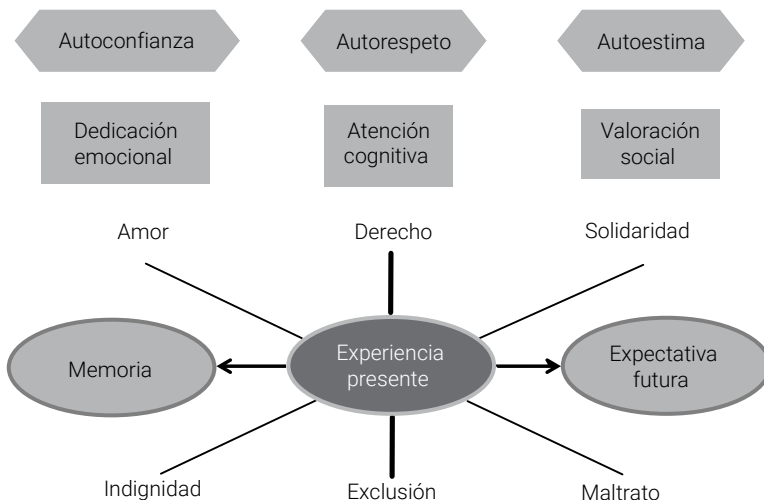 Autoconfianza
Autorespeto
Autoestima
Dedicación
emocional
Atención
cognitiva
Valoración
social
Amor
Derecho
Solidaridad
Memoria
Experiencia
presente
Expectativa
futura
Indignidad
Exclusión
Maltrato